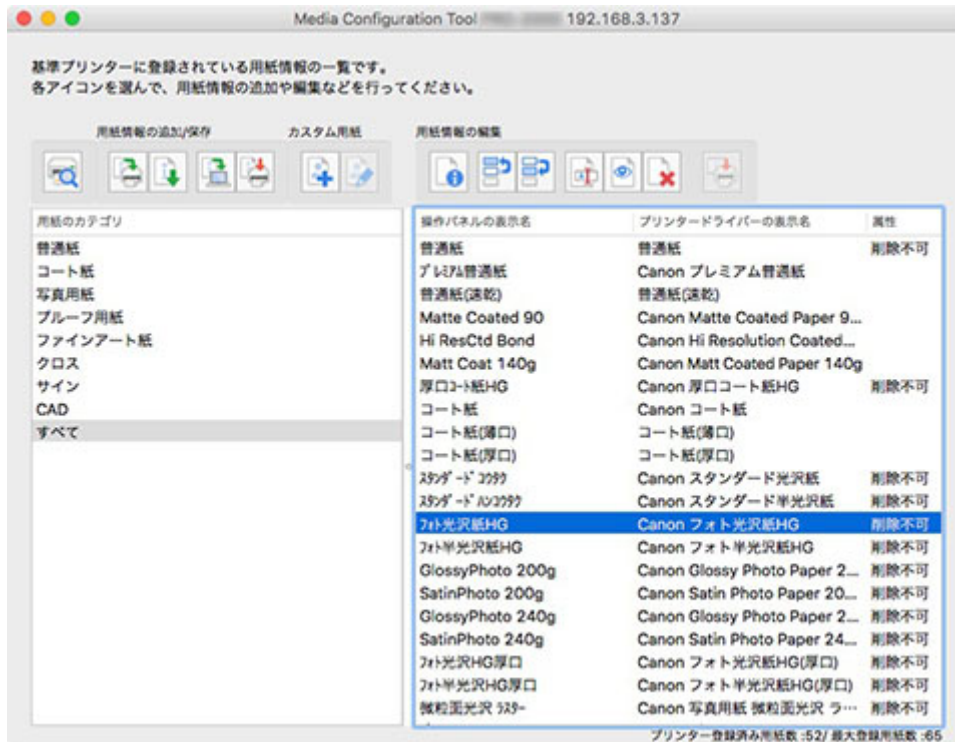 Media Configuration Tool 192.168.3.137
基準プリンターに登録されている用紙情報の一覧です。
各アイコンを選んで、用紙情報の追加や編集などを行ってください。
用紙情報の追加/保存 カスタム用紙 用紙情報の編集
用紙のカテゴリ
普通紙
コート紙
写真用紙
プルーフ用紙
ファインアート紙
クロス
サイン
CAD
すべて
操作パネルの表示名 プリンタードライバーの表示名 属性
普通紙 普通紙 削除不可
ﾌﾟﾚﾐｱﾑ普通紙 Canon プレミアム普通紙
普通紙(速乾) 普通紙(速乾)
Matte Coated 90 Canon Matte Coated Paper 9...
Hi ResCtd Bond Canon Hi Resolution Coated...
Matt Coat 140g Canon Matt Coated Paper 140g
厚口ｺｰﾄ紙HG Canon 厚口コート紙HG 削除不可
コート紙 Canon コート紙
コート紙(薄口) コート紙(薄口)
コート紙(厚口) コート紙(厚口)
ｽﾀﾝﾀﾞｰﾄﾞ ｺｳﾀｸ Canon スタンダード光沢紙 削除不可
ｽﾀﾝﾀﾞｰﾄﾞ ﾊﾝｺｳﾀｸ Canon スタンダード半光沢紙 削除不可
ﾌｫﾄ光沢紙HG Canon フォト光沢紙HG 削除不可
ﾌｫﾄ半光沢紙HG Canon フォト半光沢紙HG 削除不可
GlossyPhoto 200g Canon Glossy Photo Paper 2... 削除不可
SatinPhoto 200g Canon Satin Photo Paper 20... 削除不可
GlossyPhoto 240g Canon Glossy Photo Paper 2... 削除不可
SatinPhoto 240g Canon Satin Photo Paper 24... 削除不可
ﾌｫﾄ光沢HG厚口 Canon フォト光沢紙HG(厚口) 削除不可
ﾌｫﾄ半光沢HG厚口 Canon フォト半光沢紙HG(厚口) 削除不可
微粒面光沢 ﾗｽﾀｰ Canon 写真用紙 微粒面光沢 ラ… 削除不可
プリンター登録済み用紙数 :52/ 最大登録用紙数 :65